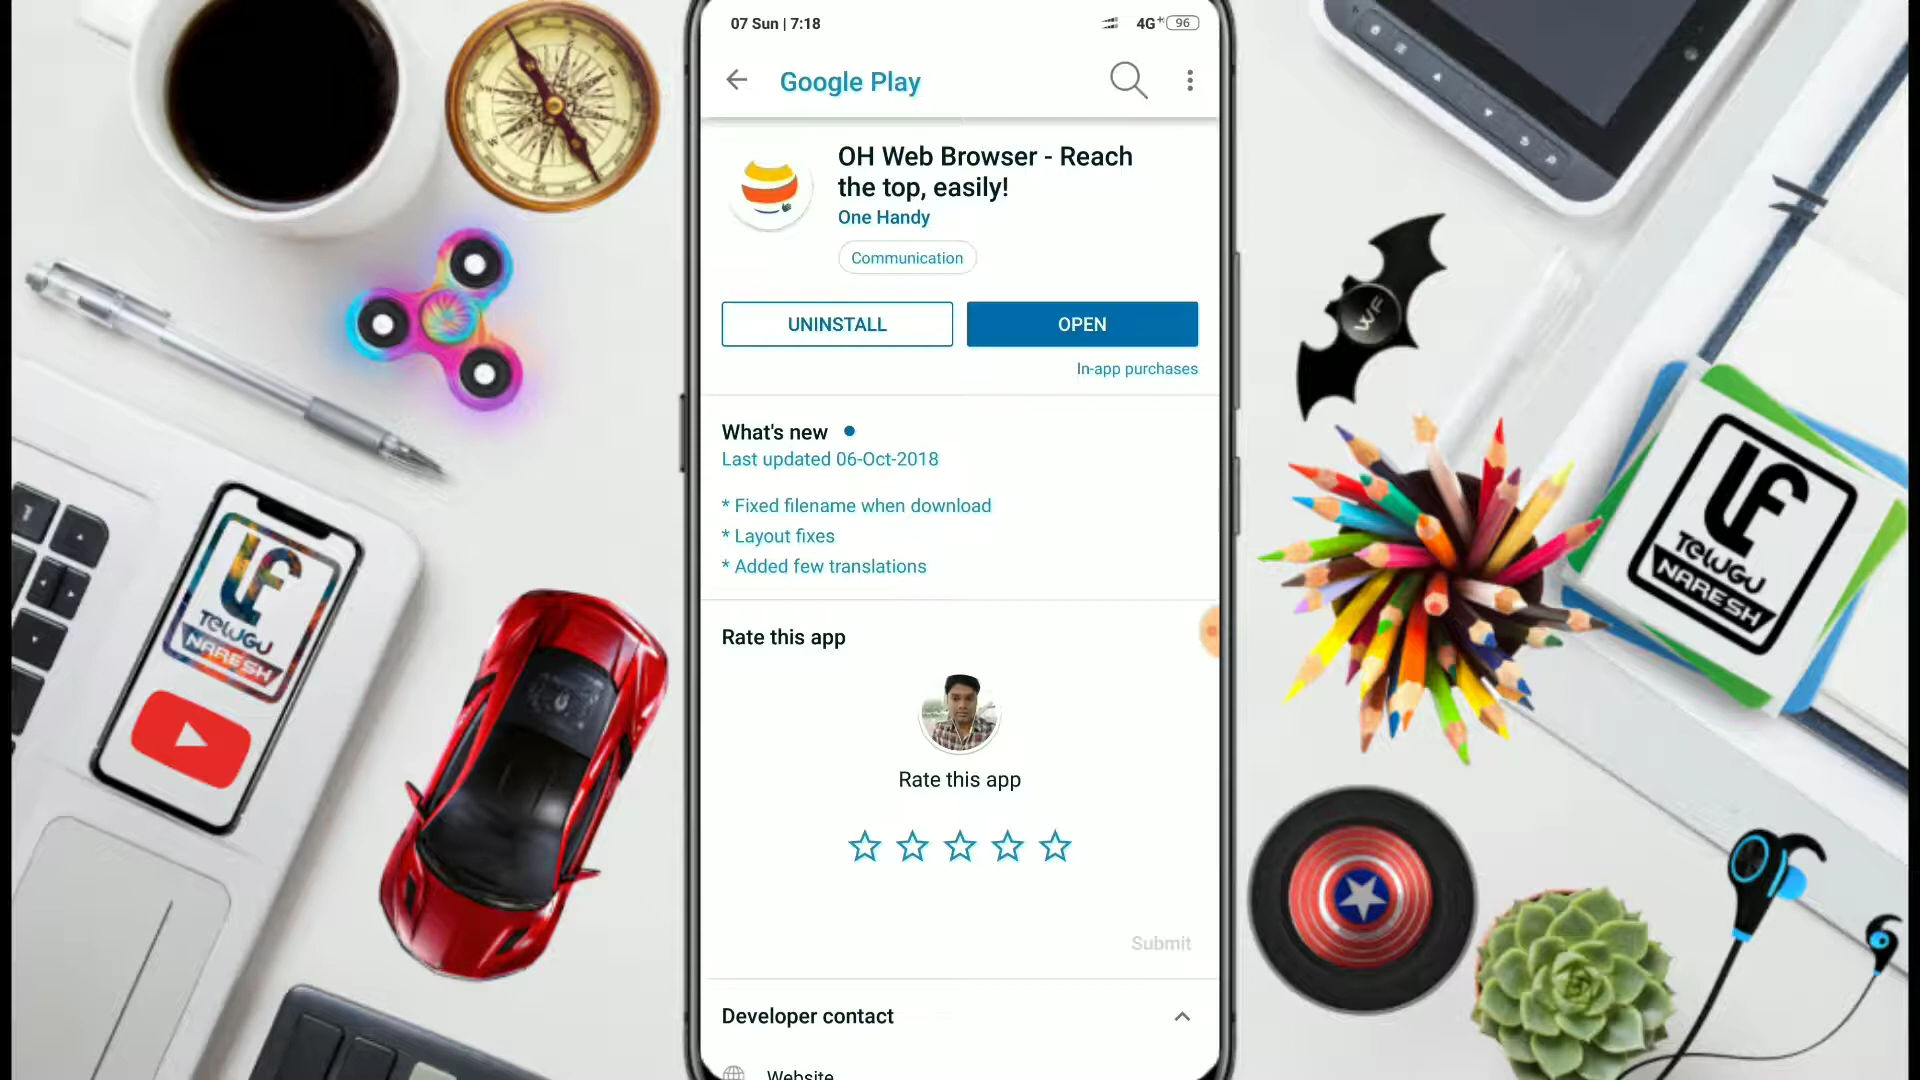 07 Sun | 7:18
4G+ 96
Google Play
OH Web Browser - Reach
the top, easily!
One Handy
Communication
UNINSTALL
OPEN
In-app purchases
What's new
Last updated 06-Oct-2018
* Fixed filename when download
* Layout fixes
* Added few translations
Rate this app
Rate this app
Submit
Developer contact
Website
TELUGU
NARESH
WF
TELUGU
NARESH